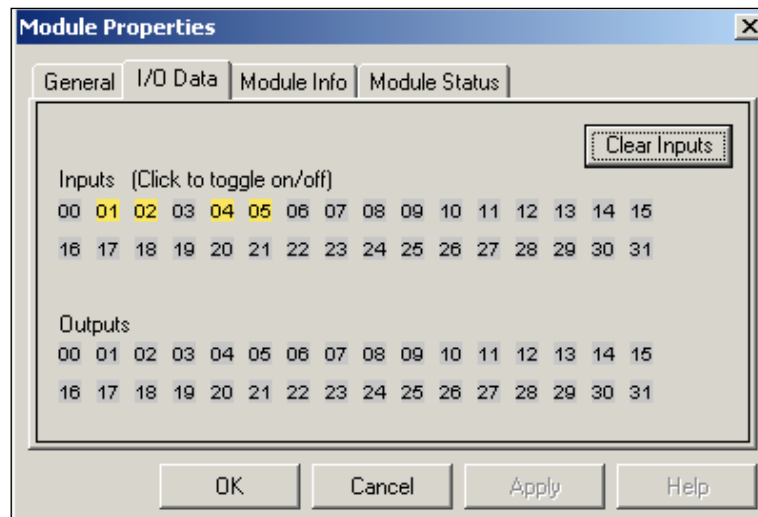 Module Properties
General I/O Data Module Info Module Status
Clear Inputs
Inputs (Click to toggle on/off)
00 01 02 03 04 05 06 07 08 09 10 11 12 13 14 15
16 17 18 19 20 21 22 23 24 25 26 27 28 29 30 31
Outputs
00 01 02 03 04 05 06 07 08 09 10 11 12 13 14 15
16 17 18 19 20 21 22 23 24 25 26 27 28 29 30 31
OK Cancel Apply Help